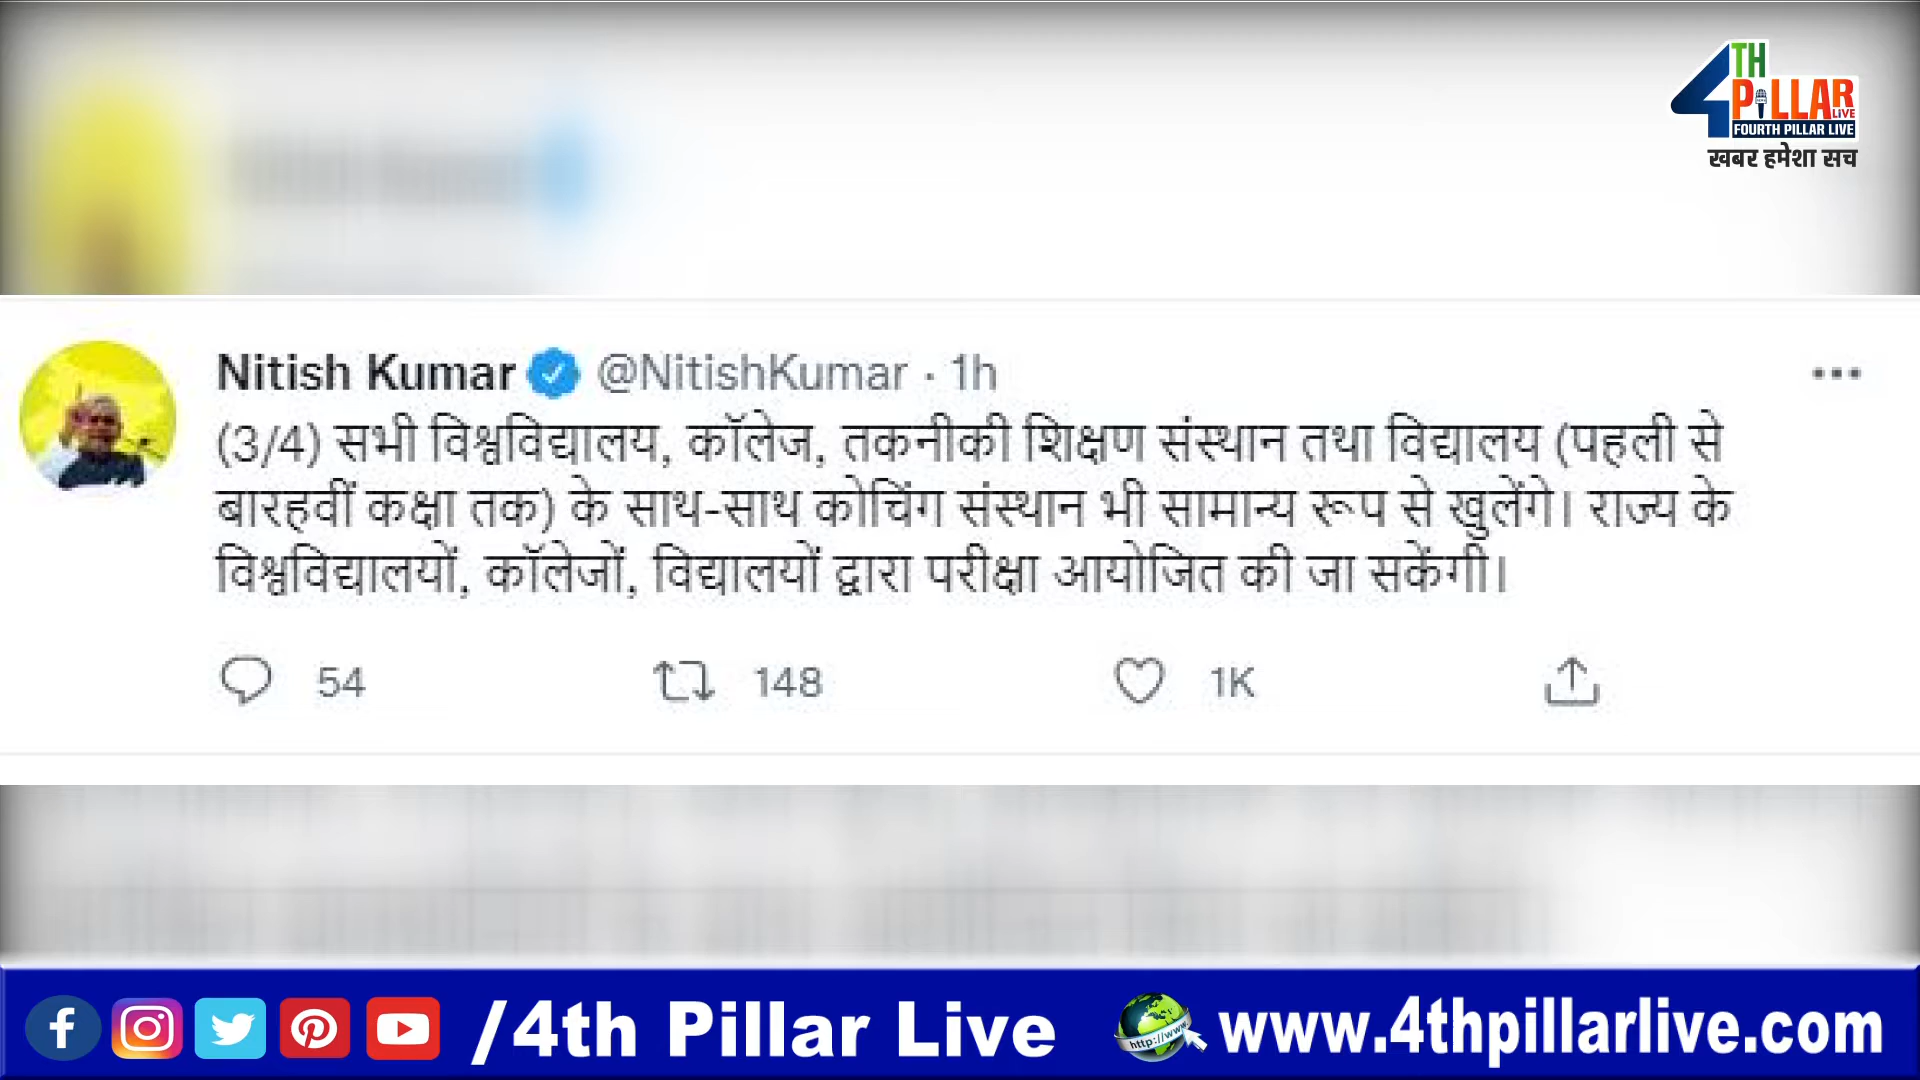 4TH
PILLAR
LIVE
FOURTH PILLAR LIVE
खबर हमेशा सच
Nitish Kumar @NitishKumar · 1h
(3/4) सभी विश्वविद्यालय, कॉलेज, तकनीकी शिक्षण संस्थान तथा विद्यालय (पहली से
बारहवीं कक्षा तक) के साथ-साथ कोचिंग संस्थान भी सामान्य रूप से खुलेंगे। राज्य के
विश्वविद्यालयों, कॉलेजों, विद्यालयों द्वारा परीक्षा आयोजित की जा सकेंगी।
54 148 1K
/4th Pillar Live http://www. www.4thpillarlive.com